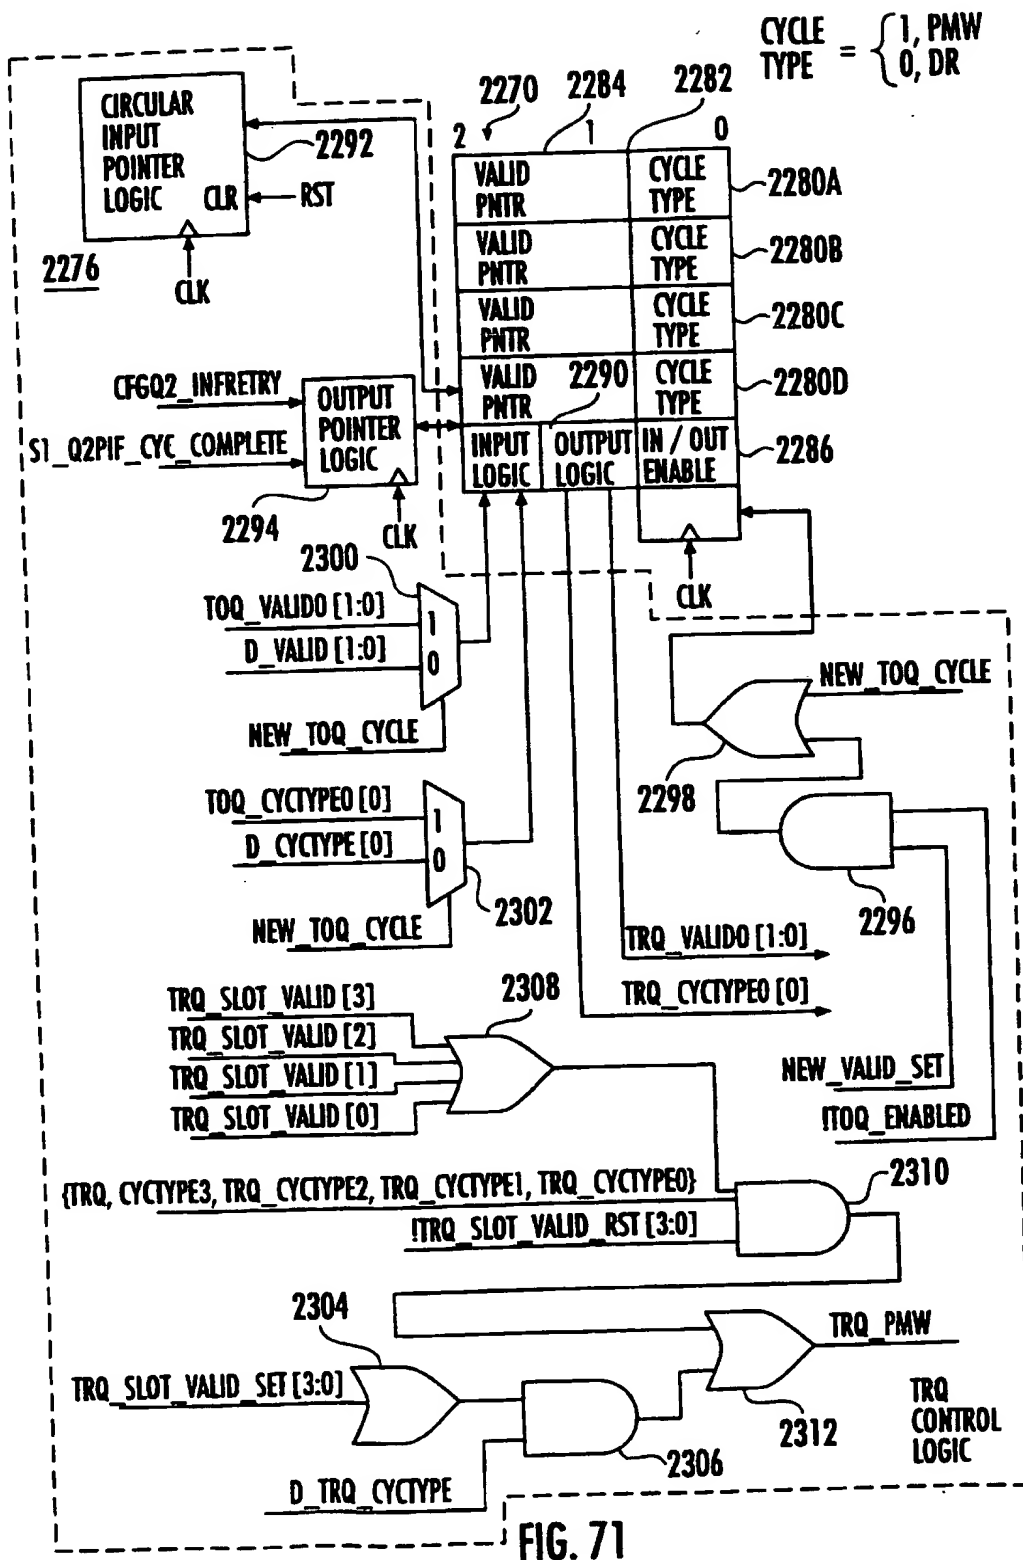 CYCLE TYPE = { 1, PMW
0, DR
CIRCULAR
INPUT
POINTER
LOGIC
CLR
RST
2292
CLK
2276
2270
2284
2282
2
1
0
VALID
PNTR
CYCLE
TYPE
2280A
VALID
PNTR
CYCLE
TYPE
2280B
VALID
PNTR
CYCLE
TYPE
2280C
VALID
PNTR
2290
CYCLE
TYPE
2280D
INPUT
LOGIC
OUTPUT
LOGIC
IN / OUT
ENABLE
2286
CLK
CFGQ2_INFRETRY
S1_Q2PIF_CYC_COMPLETE
OUTPUT
POINTER
LOGIC
2294
CLK
2300
TOQ_VALID0 [1:0]
D_VALID [1:0]
1
0
NEW_TOQ_CYCLE
TOQ_CYCTYPE0 [0]
D_CYCTYPE [0]
1
0
2302
NEW_TOQ_CYCLE
NEW_TOQ_CYCLE
2298
2296
TRQ_VALID0 [1:0]
TRQ_CYCTYPE0 [0]
NEW_VALID_SET
!TOQ_ENABLED
TRQ_SLOT_VALID [3]
TRQ_SLOT_VALID [2]
TRQ_SLOT_VALID [1]
TRQ_SLOT_VALID [0]
2308
{TRQ, CYCTYPE3, TRQ_CYCTYPE2, TRQ_CYCTYPE1, TRQ_CYCTYPE0}
!TRQ_SLOT_VALID_RST [3:0]
2310
2304
TRQ_SLOT_VALID_SET [3:0]
D_TRQ_CYCTYPE
2306
2312
TRQ_PMW
TRQ
CONTROL
LOGIC
FIG. 71